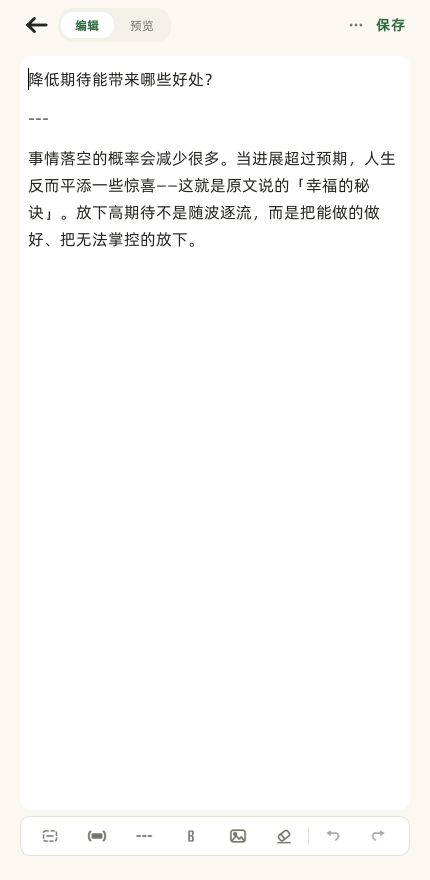 编辑
预览
保存
降低期待能带来哪些好处？
---
事情落空的概率会减少很多。当进展超过预期，人生
反而平添一些惊喜——这就是原文说的「幸福的秘
诀」。放下高期待不是随波逐流，而是把能做的做
好、把无法掌控的放下。
B